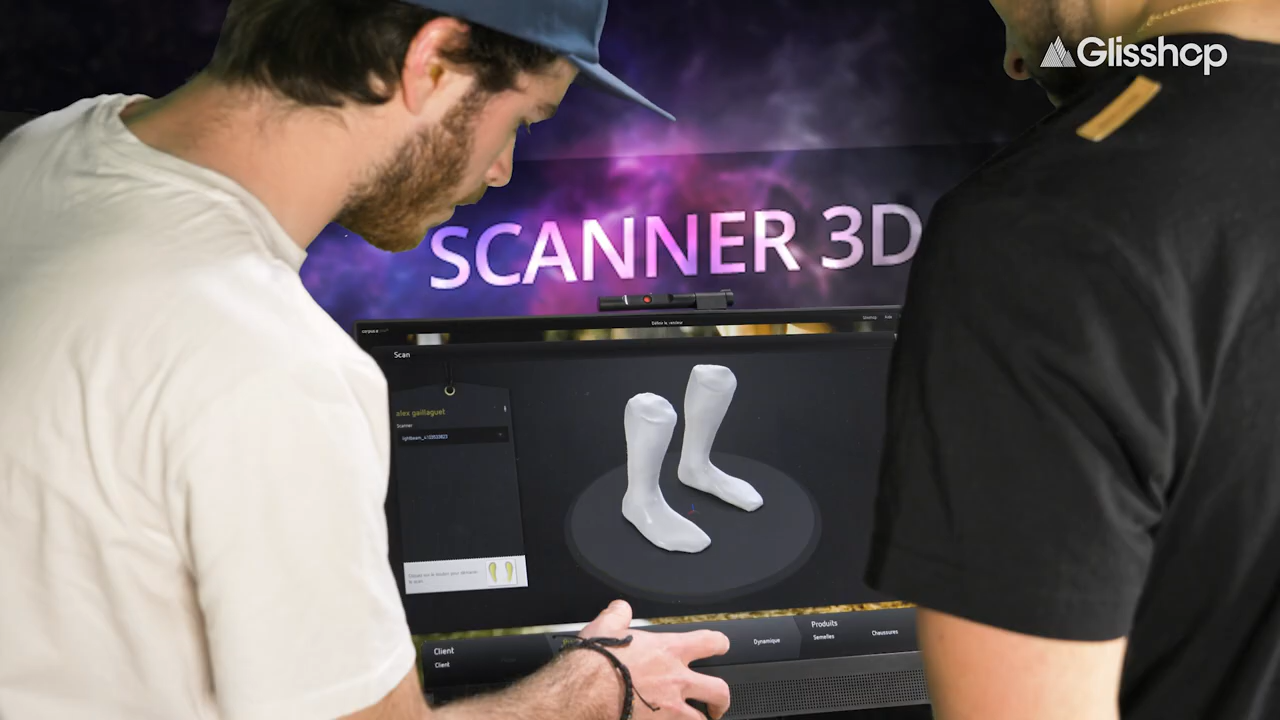 Glisshop
SCANNER 3D
Scan
alex gaillaguet
Scanner
Client
Client
Dynamique
Produits
Semelles
Chaussures